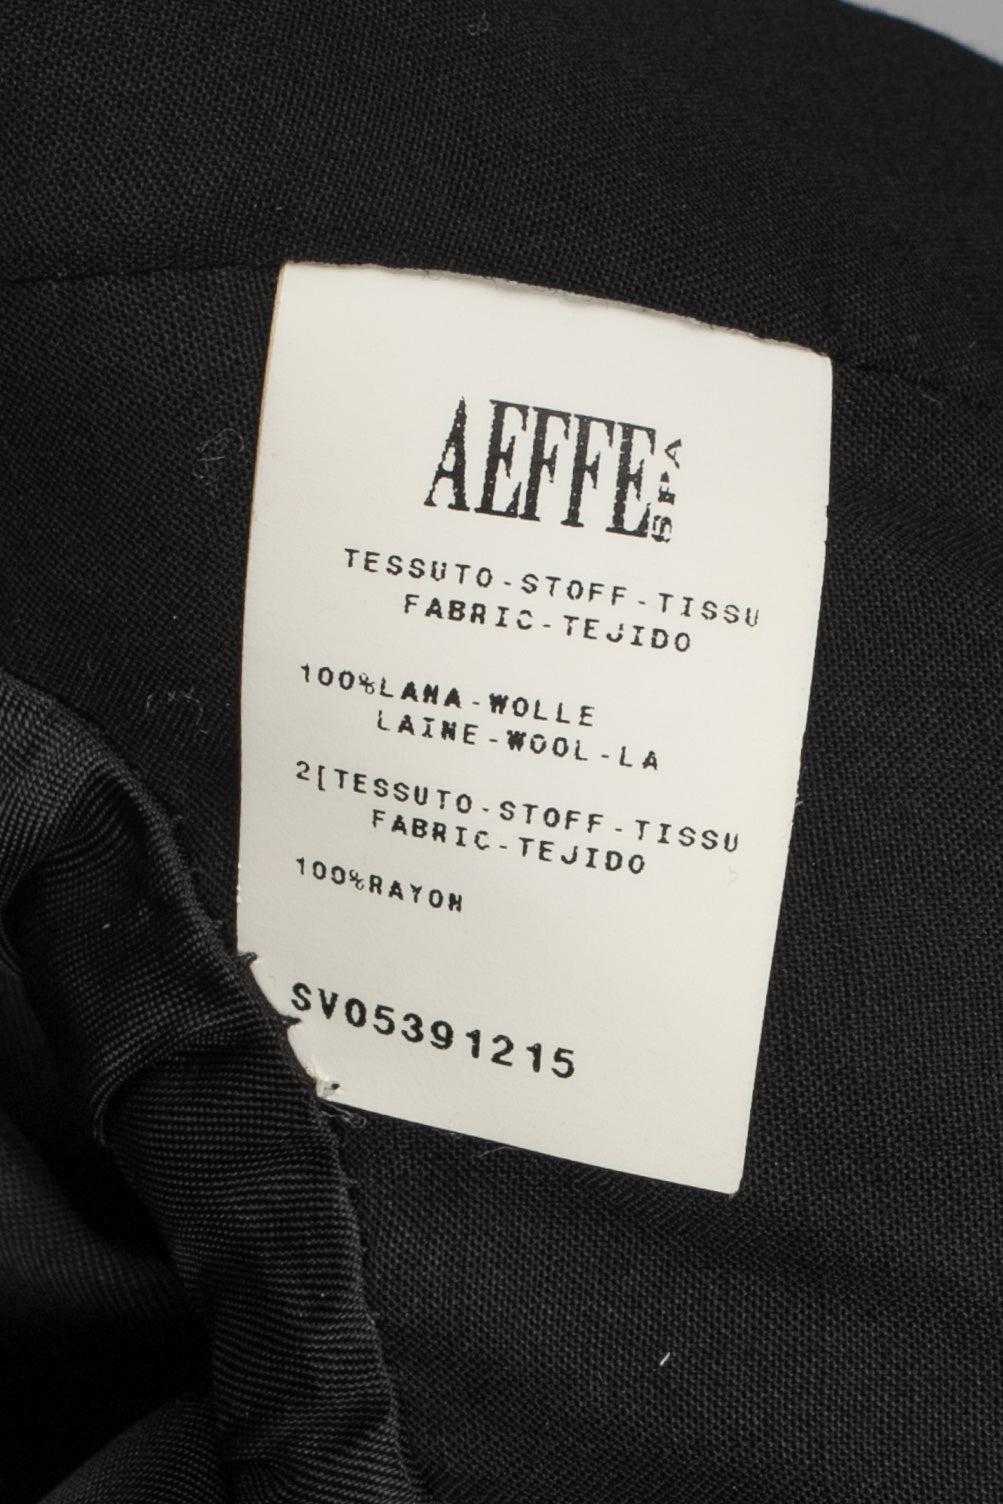 AEFFE SPA
TESSUTO-STOFF-TISSU
FABRIC-TEJIDO
100%LANA-WOLLE
LAINE-WOOL-LA
2[TESSUTO-STOFF-TISSU
FABRIC-TEJIDO
100%RAYON
SV05391215